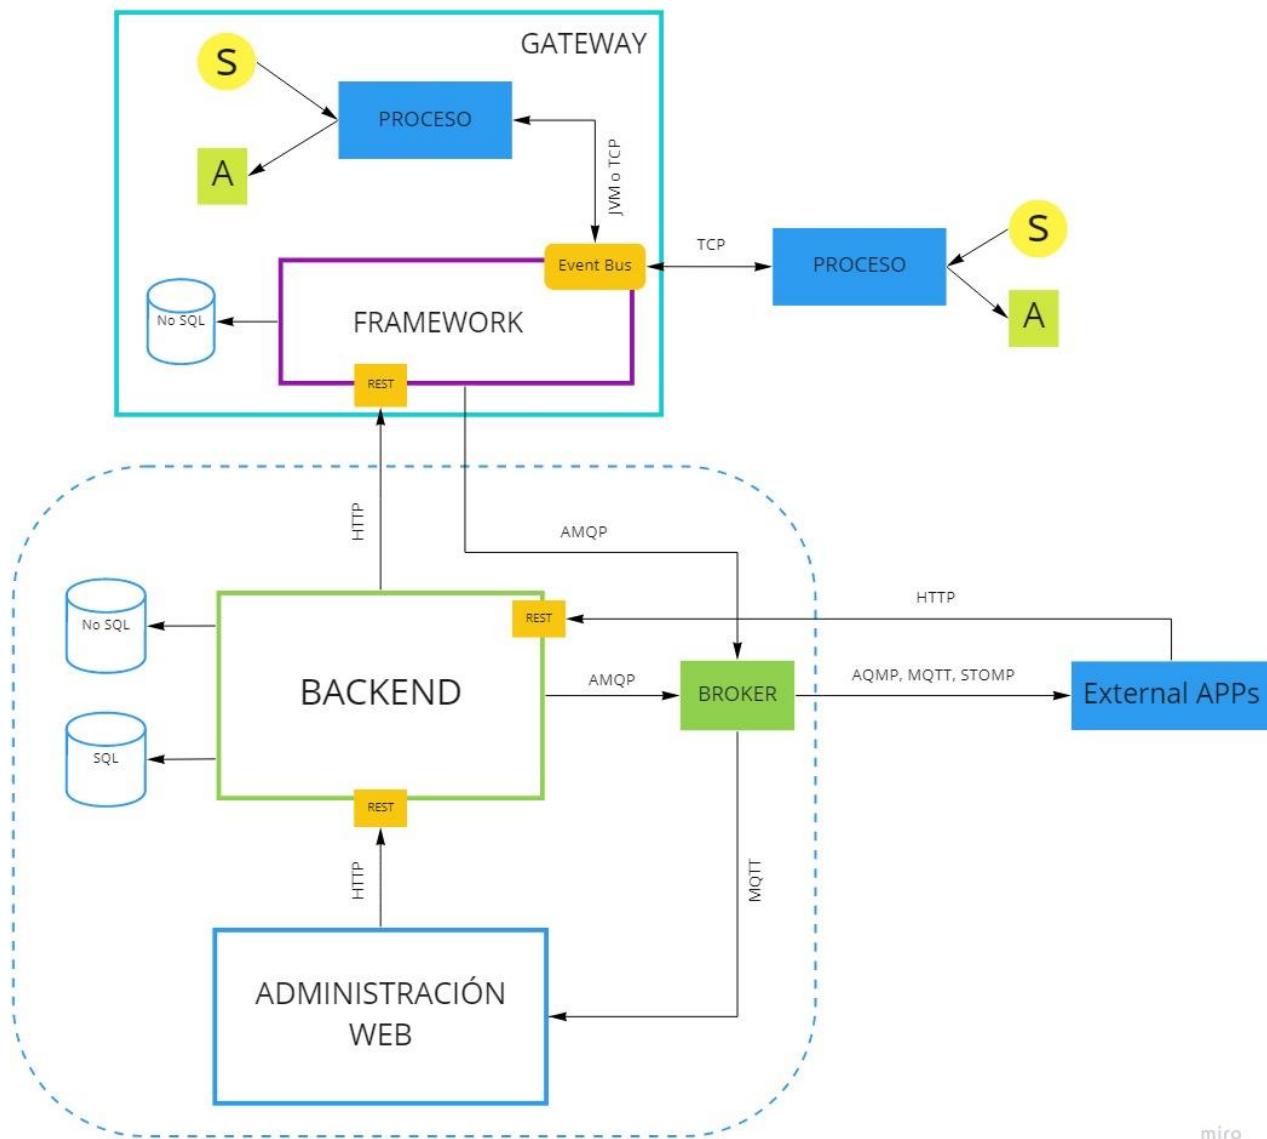 GATEWAY
S
PROCESO
A
JVM o TCP
S
TCP
PROCESO
Event Bus
A
No SQL
FRAMEWORK
REST
HTTP
AMQP
HTTP
No SQL
REST
BACKEND
AMQP
BROKER
AQMP, MQTT, STOMP
External APPs
SQL
REST
HTTP
MQTT
ADMINISTRACIÓN
WEB
miro